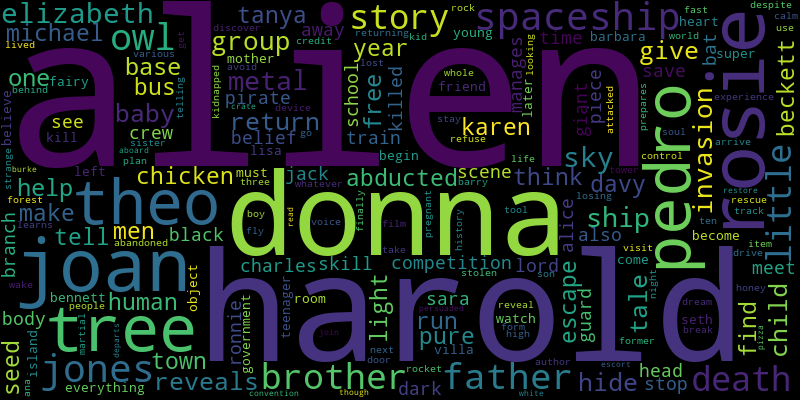 elizabeth
tanya
story
spaceship
rock
fast
despite
discover
lived
michael
owl
group
away
year
kid
young
heart
calm
various
get
returning
time
barbara
world
use
credit
alien
rosie
one
fairy
base
mother
school
lost
whole
manages
looking
give
bat
super
behind
bus
metal
free
killed
friend
later
giant
piece
attacked
save
beckett
believe
telling
kidnapped
avoid
device
pirate
crate
see
baby
stay
karen
prepares
pedro
invasion
experience
kill
crew
return
go
refuse
soul
sister
belief
train
begin
life
tower
control
arrive
strange
plan
aboard
lisa
scene
sky
burke
left
chicken
must
jack
abducted
think
davy
little
restore
forest
help
theo
three
whatever
barry
losing
rescue
track
learns
make
men
boy
read
voice
finally
donna
tool
alice
ship
ten
item
branch
tell
abandoned
black
fly
film
take
pregnant
history
also
become
drive
joan
charles
skill
competition
lord
visit
meet
wake
bennett
object
room
light
stolen
son
come
night
honey
people
human
teenager
sara
reveal
escape
tale
dream
find
child
body
tree
martial
departs
ronnie
government
persuaded
watch
guard
seth
break
pizza
join
run
form
former
seed
ana
island
jones
town
next
pure
high
villa
door
author
head
everything
reveals
brother
rocket
father
hide
stop
death
convention
though
dark
white
escort
harold